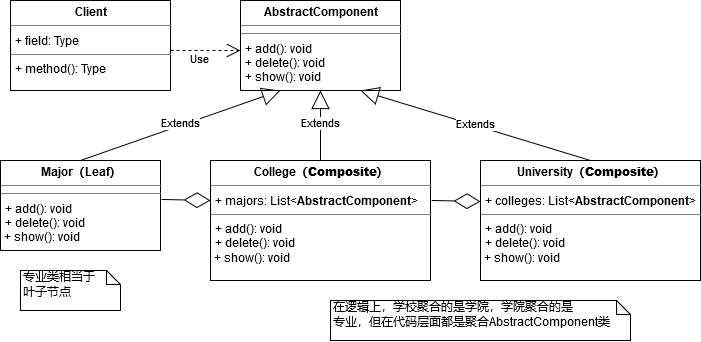 Client
+ field: Type
+ method(): Type
Use
AbstractComponent
+ add(): void
+ delete(): void
+ show(): void
Extends
Extends
Extends
Major（Leaf)
+ add(): void
+ delete(): void
+ show(): void
College（Composite)
+ majors: List<AbstractComponent>
+ add(): void
+ delete(): void
+ show(): void
University（Composite)
+ colleges: List<AbstractComponent>
+ add(): void
+ delete(): void
+ show(): void
专业类相当于
叶子节点
在逻辑上，学校聚合的是学院，学院聚合的是
专业，但在代码层面都是聚合AbstractComponent类